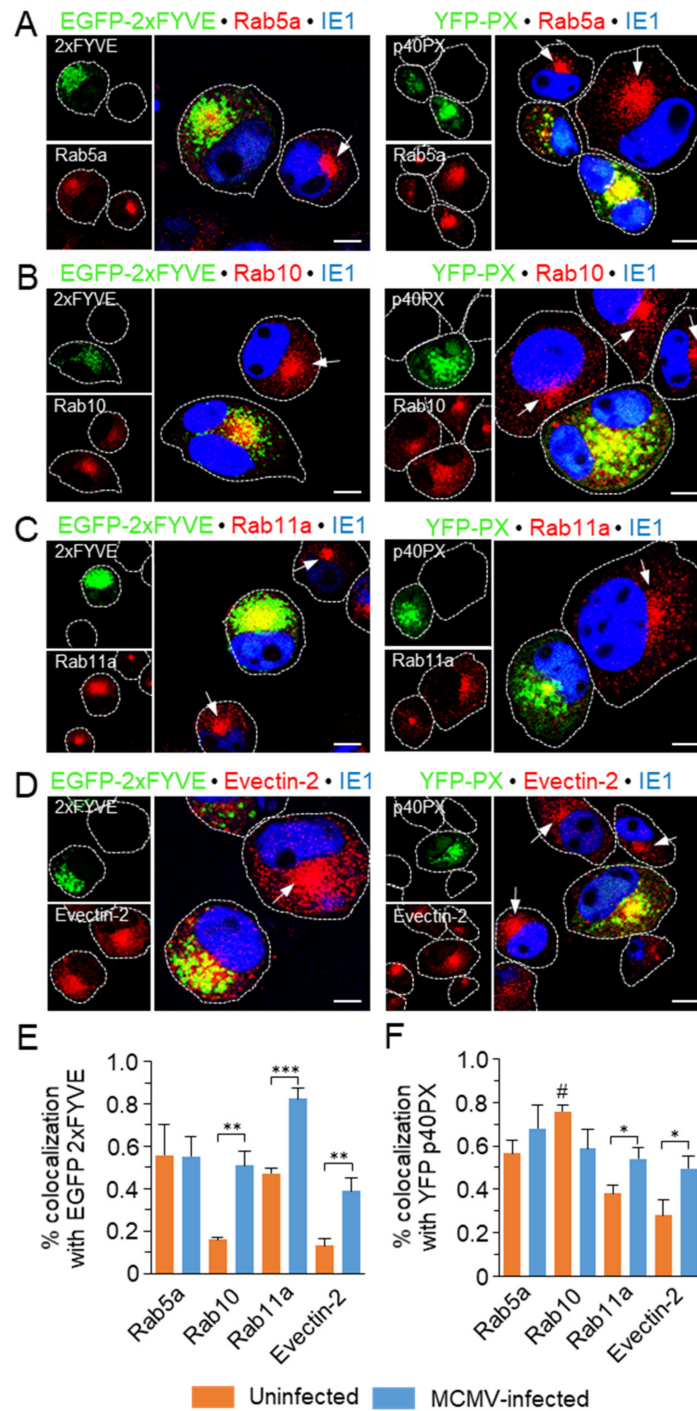 A EGFP-2xFYVE • Rab5a • IE1 YFP-PX • Rab5a • IE1
2xFYVE p40PX
Rab5a Rab5a
B EGFP-2xFYVE • Rab10 • IE1 YFP-PX • Rab10 • IE1
2xFYVE p40PX
Rab10 Rab10
C EGFP-2xFYVE • Rab11a • IE1 YFP-PX • Rab11a • IE1
2xFYVE p40PX
Rab11a Rab11a
D EGFP-2xFYVE • Evectin-2 • IE1 YFP-PX • Evectin-2 • IE1
2xFYVE p40PX
Evectin-2 Evectin-2
E
% colocalization
with EGFP 2xFYVE
1.0
0.8
0.6
0.4
0.2
0
** *** **
Rab5a Rab10 Rab11a Evectin-2
F
% colocalization
with YFP p40PX
1.0
0.8
0.6
0.4
0.2
0
# * *
Rab5a Rab10 Rab11a Evectin-2
Uninfected MCMV-infected